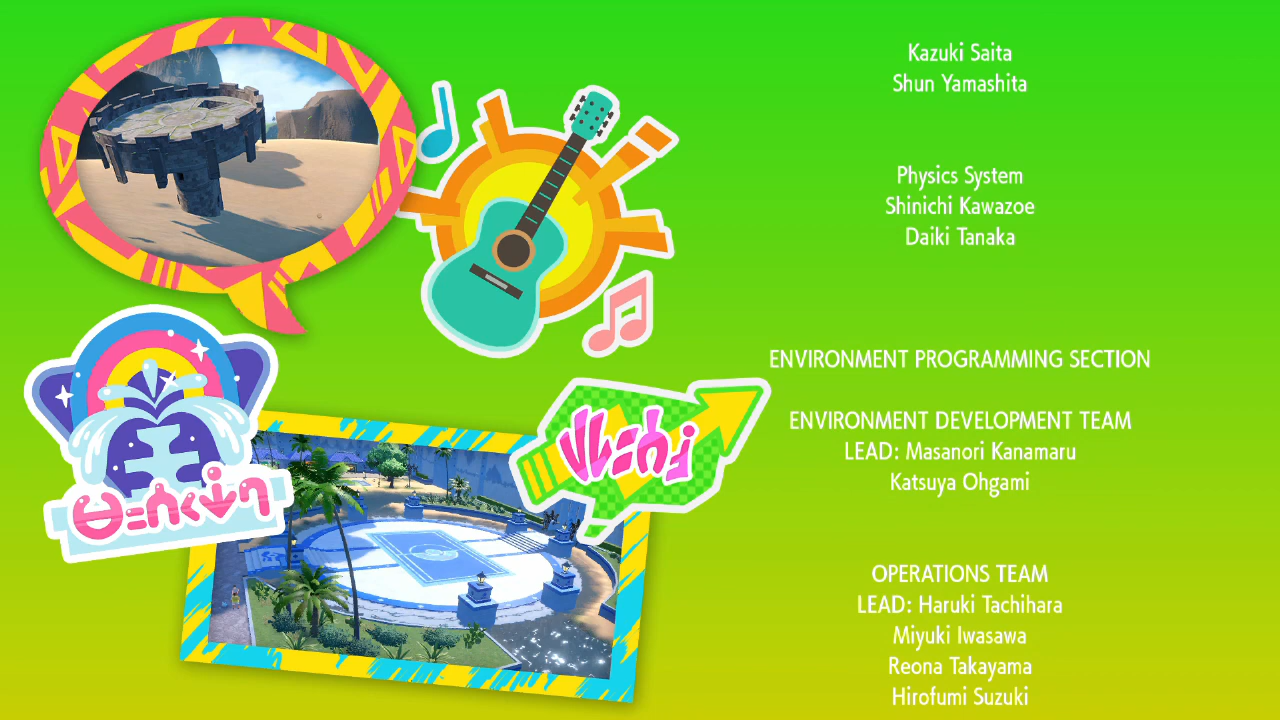 Kazuki Saita
Shun Yamashita
Physics System
Shinichi Kawazoe
Daiki Tanaka
ENVIRONMENT PROGRAMMING SECTION
ENVIRONMENT DEVELOPMENT TEAM
LEAD: Masanori Kanamaru
Katsuya Ohgami
OPERATIONS TEAM
LEAD: Haruki Tachihara
Miyuki Iwasawa
Reona Takayama
Hirofumi Suzuki